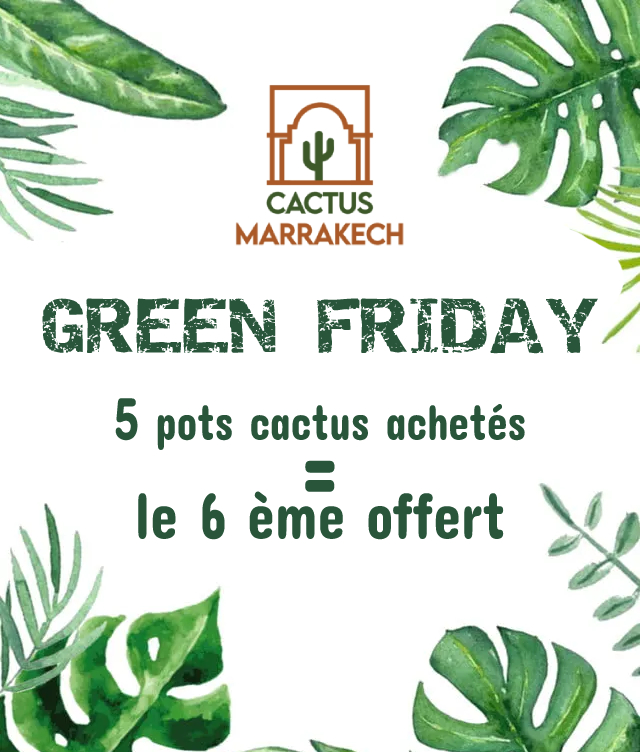 CACTUS
MARRAKECH
GREEN FRIDAY
5 pots cactus achetés
=
le 6 ème offert